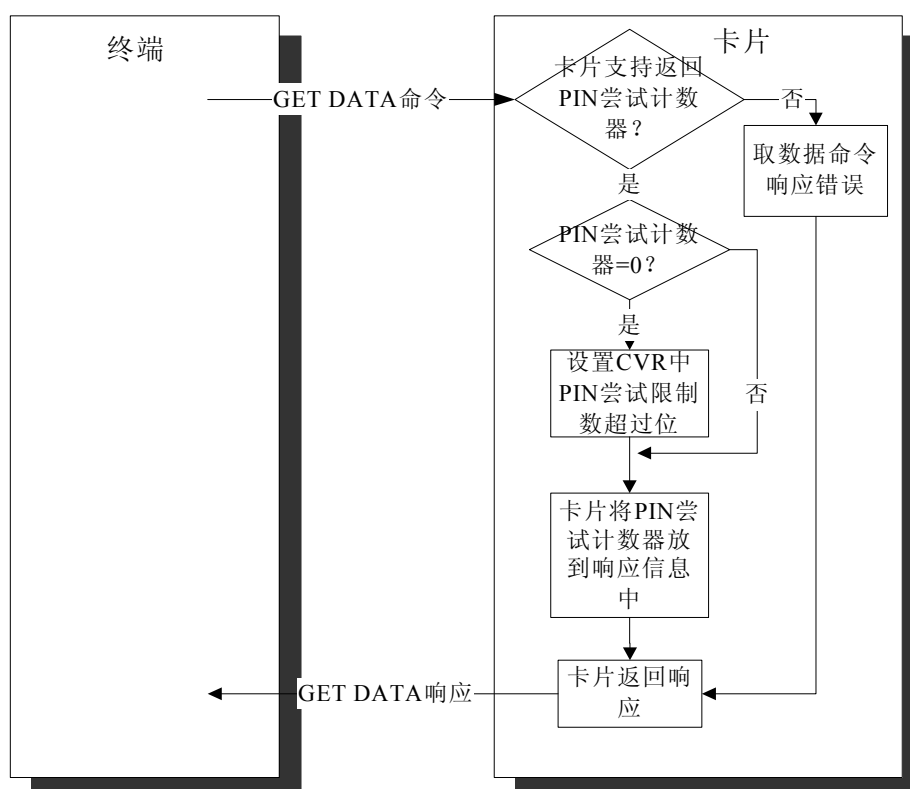 终端
卡片
GET DATA命令
卡片支持返回
PIN尝试计数
器？
否
取数据命令
响应错误
是
PIN尝试计数
器=0？
是
设置CVR中
PIN尝试限制
数超过位
否
卡片将PIN尝
试计数器放
到响应信息
中
卡片返回响
应
GET DATA响应